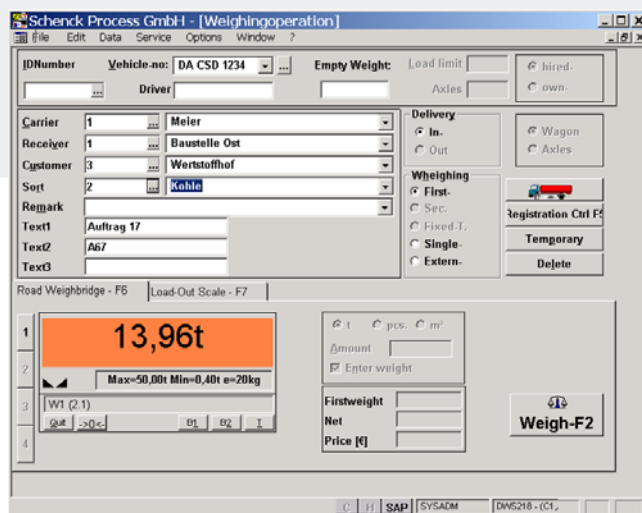 Schenck Process GmbH - [Weighingoperation]
File Edit Data Service Options Window ?
IDNumber Vehicle-no: DA CSD 1234 ... Empty Weight: Load limit hired-
... Driver Axles own-
Carrier 1 ... Meier Delivery
Receiver 1 ... Baustelle Ost In- Wagon
Customer 3 ... Wertstoffhof Out Axles
Sort 2 ... Kohle Wheighing
Remark First-
Text1 Auftrag 17 Sec. Registration Ctrl F5
Text2 A67 Fixed-T. Temporary
Text3 Single- Delete
Extern-
Road Weighbridge - F6 Load-Out Scale - F7
1 13,96t t pcs. m³
2 Amount
Max=50,00t Min=0,40t e=20kg Enter weight
3 W1 (2.1) Firstweight
Quit ->0<- B1 B2 I Net Weigh-F2
4 Price [€]
C H SAP SYSADM DWS218 - (C1,